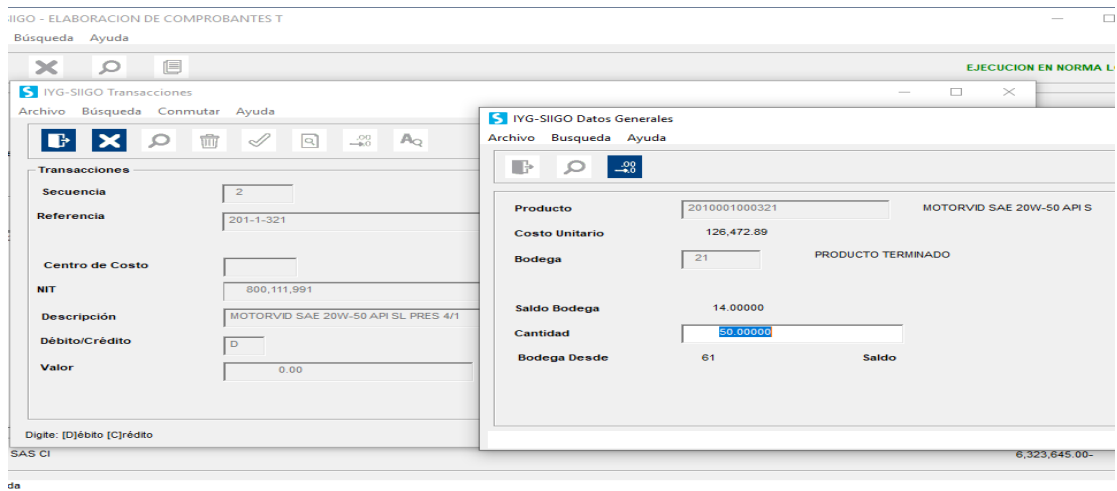 SIIGO - ELABORACION DE COMPROBANTES T
Búsqueda Ayuda
EJECUCION EN NORMA L
IYG-SIIGO Transacciones
Archivo Búsqueda Conmutar Ayuda
Transacciones
Secuencia 2
Referencia 201-1-321
Centro de Costo
NIT 800,111,991
Descripción MOTORVID SAE 20W-50 API SL PRES 4/1
Débito/Crédito D
Valor 0.00
Digite: [D]ébito [C]rédito
IYG-SIIGO Datos Generales
Archivo Busqueda Ayuda
Producto 2010001000321 MOTORVID SAE 20W-50 API S
Costo Unitario 126,472.89
Bodega 21 PRODUCTO TERMINADO
Saldo Bodega 14.00000
Cantidad 50.00000
Bodega Desde 61 Saldo
SAS CI 6,323,645.00-
da